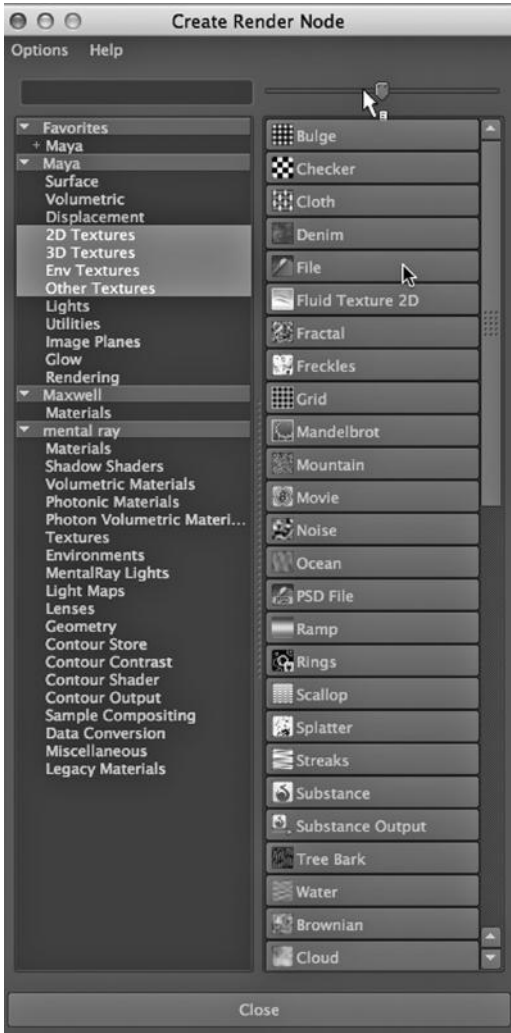 Create Render Node
Options Help
Favorites
+ Maya
Maya
Surface
Volumetric
Displacement
2D Textures
3D Textures
Env Textures
Other Textures
Lights
Utilities
Image Planes
Glow
Rendering
Maxwell
Materials
mental ray
Materials
Shadow Shaders
Volumetric Materials
Photonic Materials
Photon Volumetric Materi...
Textures
Environments
MentalRay Lights
Light Maps
Lenses
Geometry
Contour Store
Contour Contrast
Contour Shader
Contour Output
Sample Compositing
Data Conversion
Miscellaneous
Legacy Materials
Bulge
Checker
Cloth
Denim
File
Fluid Texture 2D
Fractal
Freckles
Grid
Mandelbrot
Mountain
Movie
Noise
Ocean
PSD File
Ramp
Rings
Scallop
Splatter
Streaks
Substance
Substance Output
Tree Bark
Water
Brownian
Cloud
Close